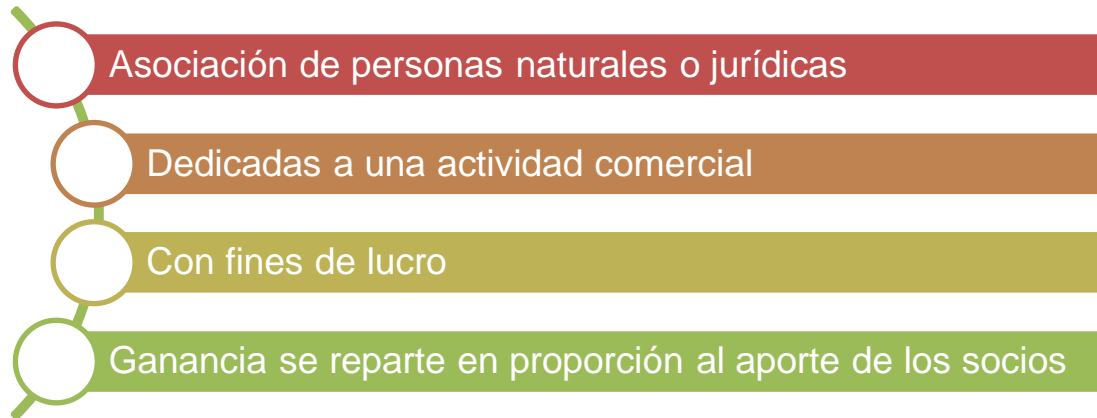 Asociación de personas naturales o jurídicas
Dedicadas a una actividad comercial
Con fines de lucro
Ganancia se reparte en proporción al aporte de los socios